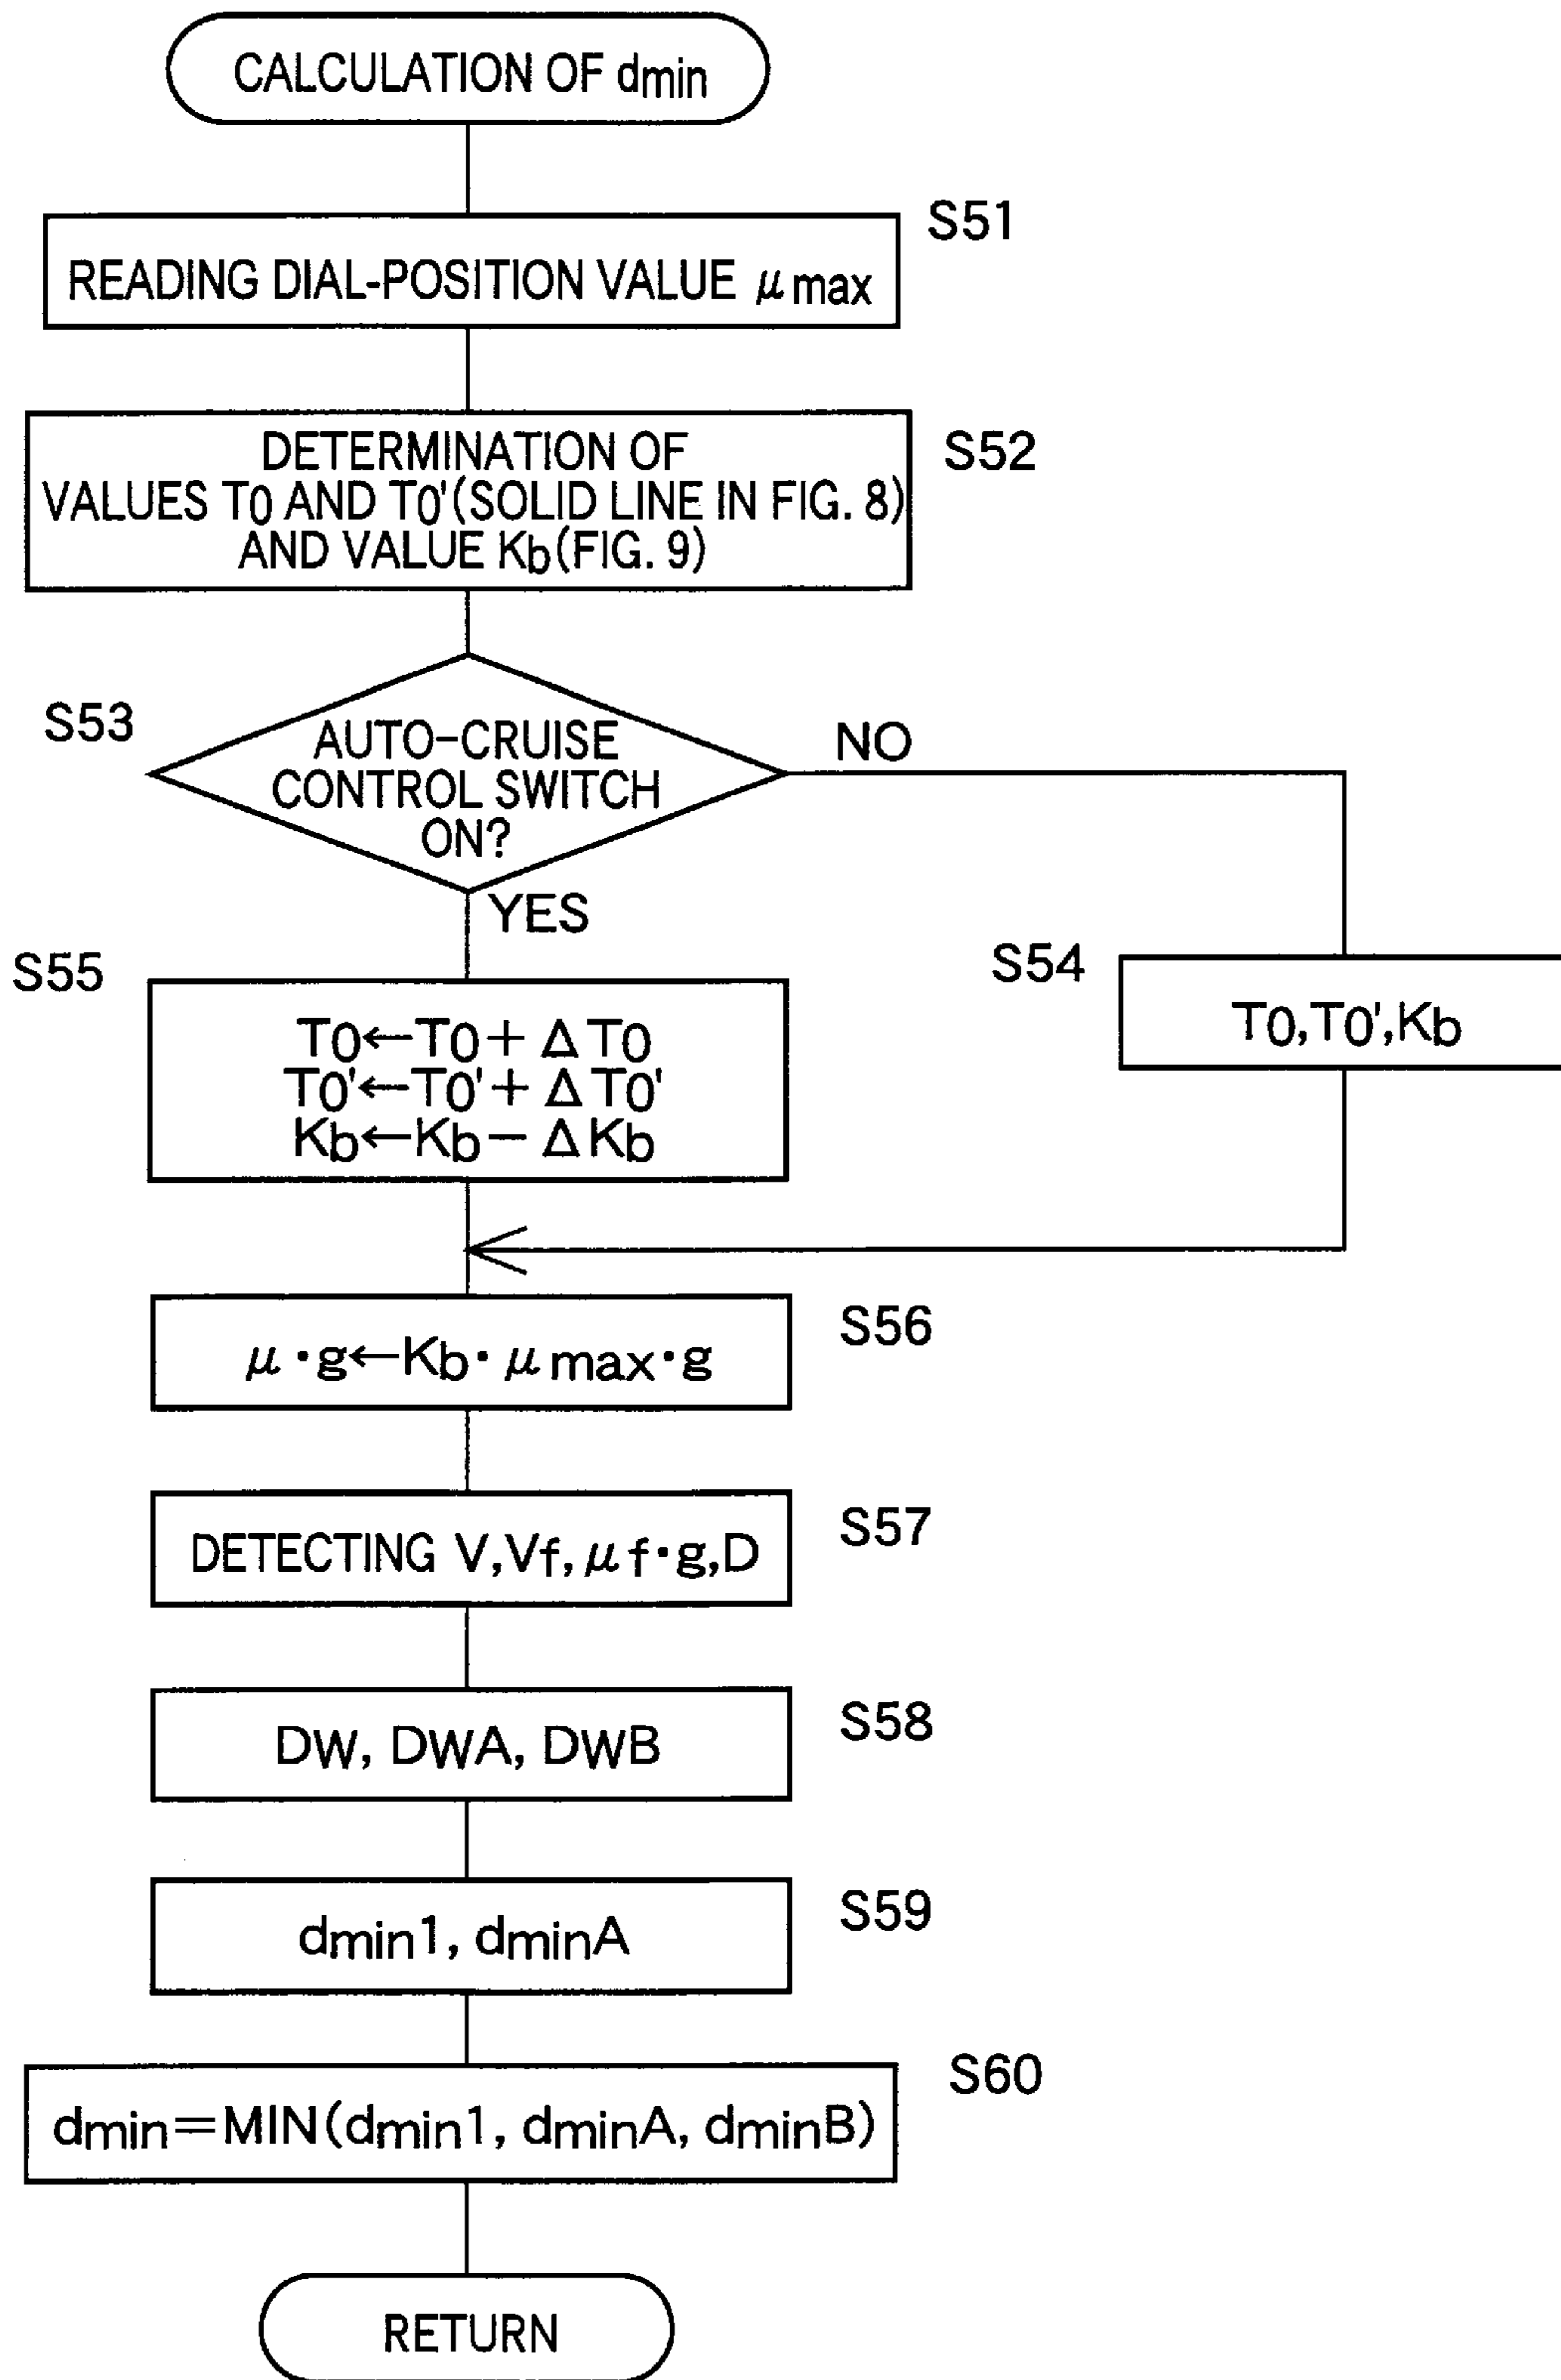 CALCULATION OF dmin
S51
READING DIAL-POSITION VALUE μmax
S52
DETERMINATION OF
VALUES T0 AND T0'(SOLID LINE IN FIG. 8)
AND VALUE Kb(FIG. 9)
S53
AUTO-CRUISE
CONTROL SWITCH
ON?
NO
YES
S54
T0,T0',Kb
S55
T0←T0+ΔT0
T0'←T0'+ΔT0'
Kb←Kb−ΔKb
S56
μ·g←Kb·μmax·g
S57
DETECTING V,Vf,μf·g,D
S58
DW, DWA, DWB
S59
dmin1, dminA
S60
dmin=MIN(dmin1, dminA, dminB)
RETURN